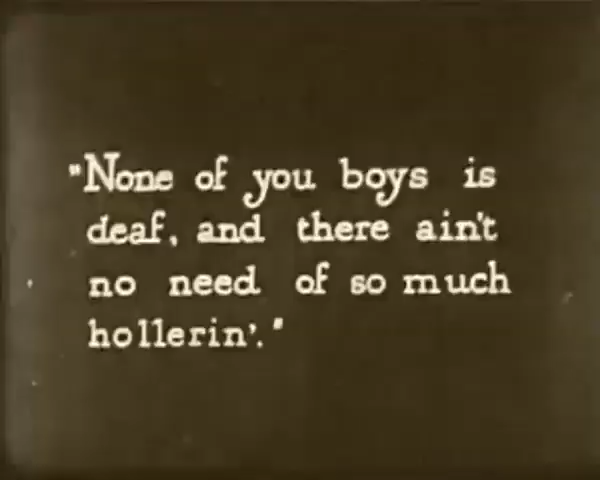 "None of you boys is
deaf, and there ain't
no need of so much
hollerin'."